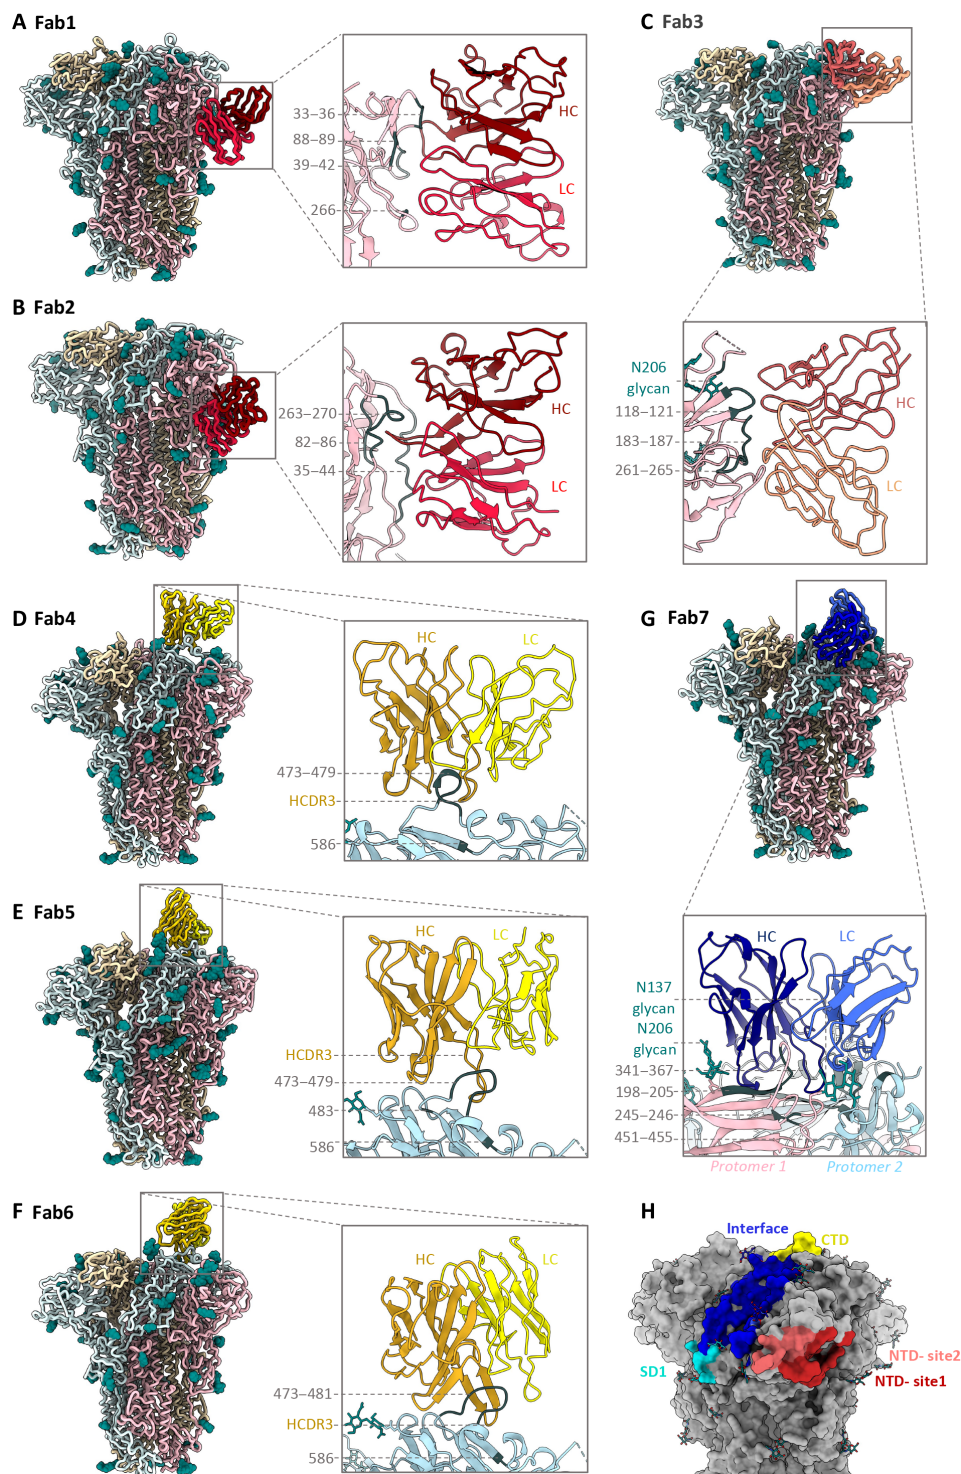 A Fab1
33–36
88–89
39–42
266
HC
LC
B Fab2
263–270
82–86
35–44
HC
LC
C Fab3
N206
glycan
118–121
183–187
261–265
HC
LC
D Fab4
HC
LC
473–479
HCDR3
586
E Fab5
HC
LC
HCDR3
473–479
483
586
F Fab6
HC
LC
473–481
HCDR3
586
G Fab7
HC
LC
N137
glycan
N206
glycan
341–367
198–205
245–246
451–455
Protomer 1
Protomer 2
H
Interface
CTD
SD1
NTD- site2
NTD- site1